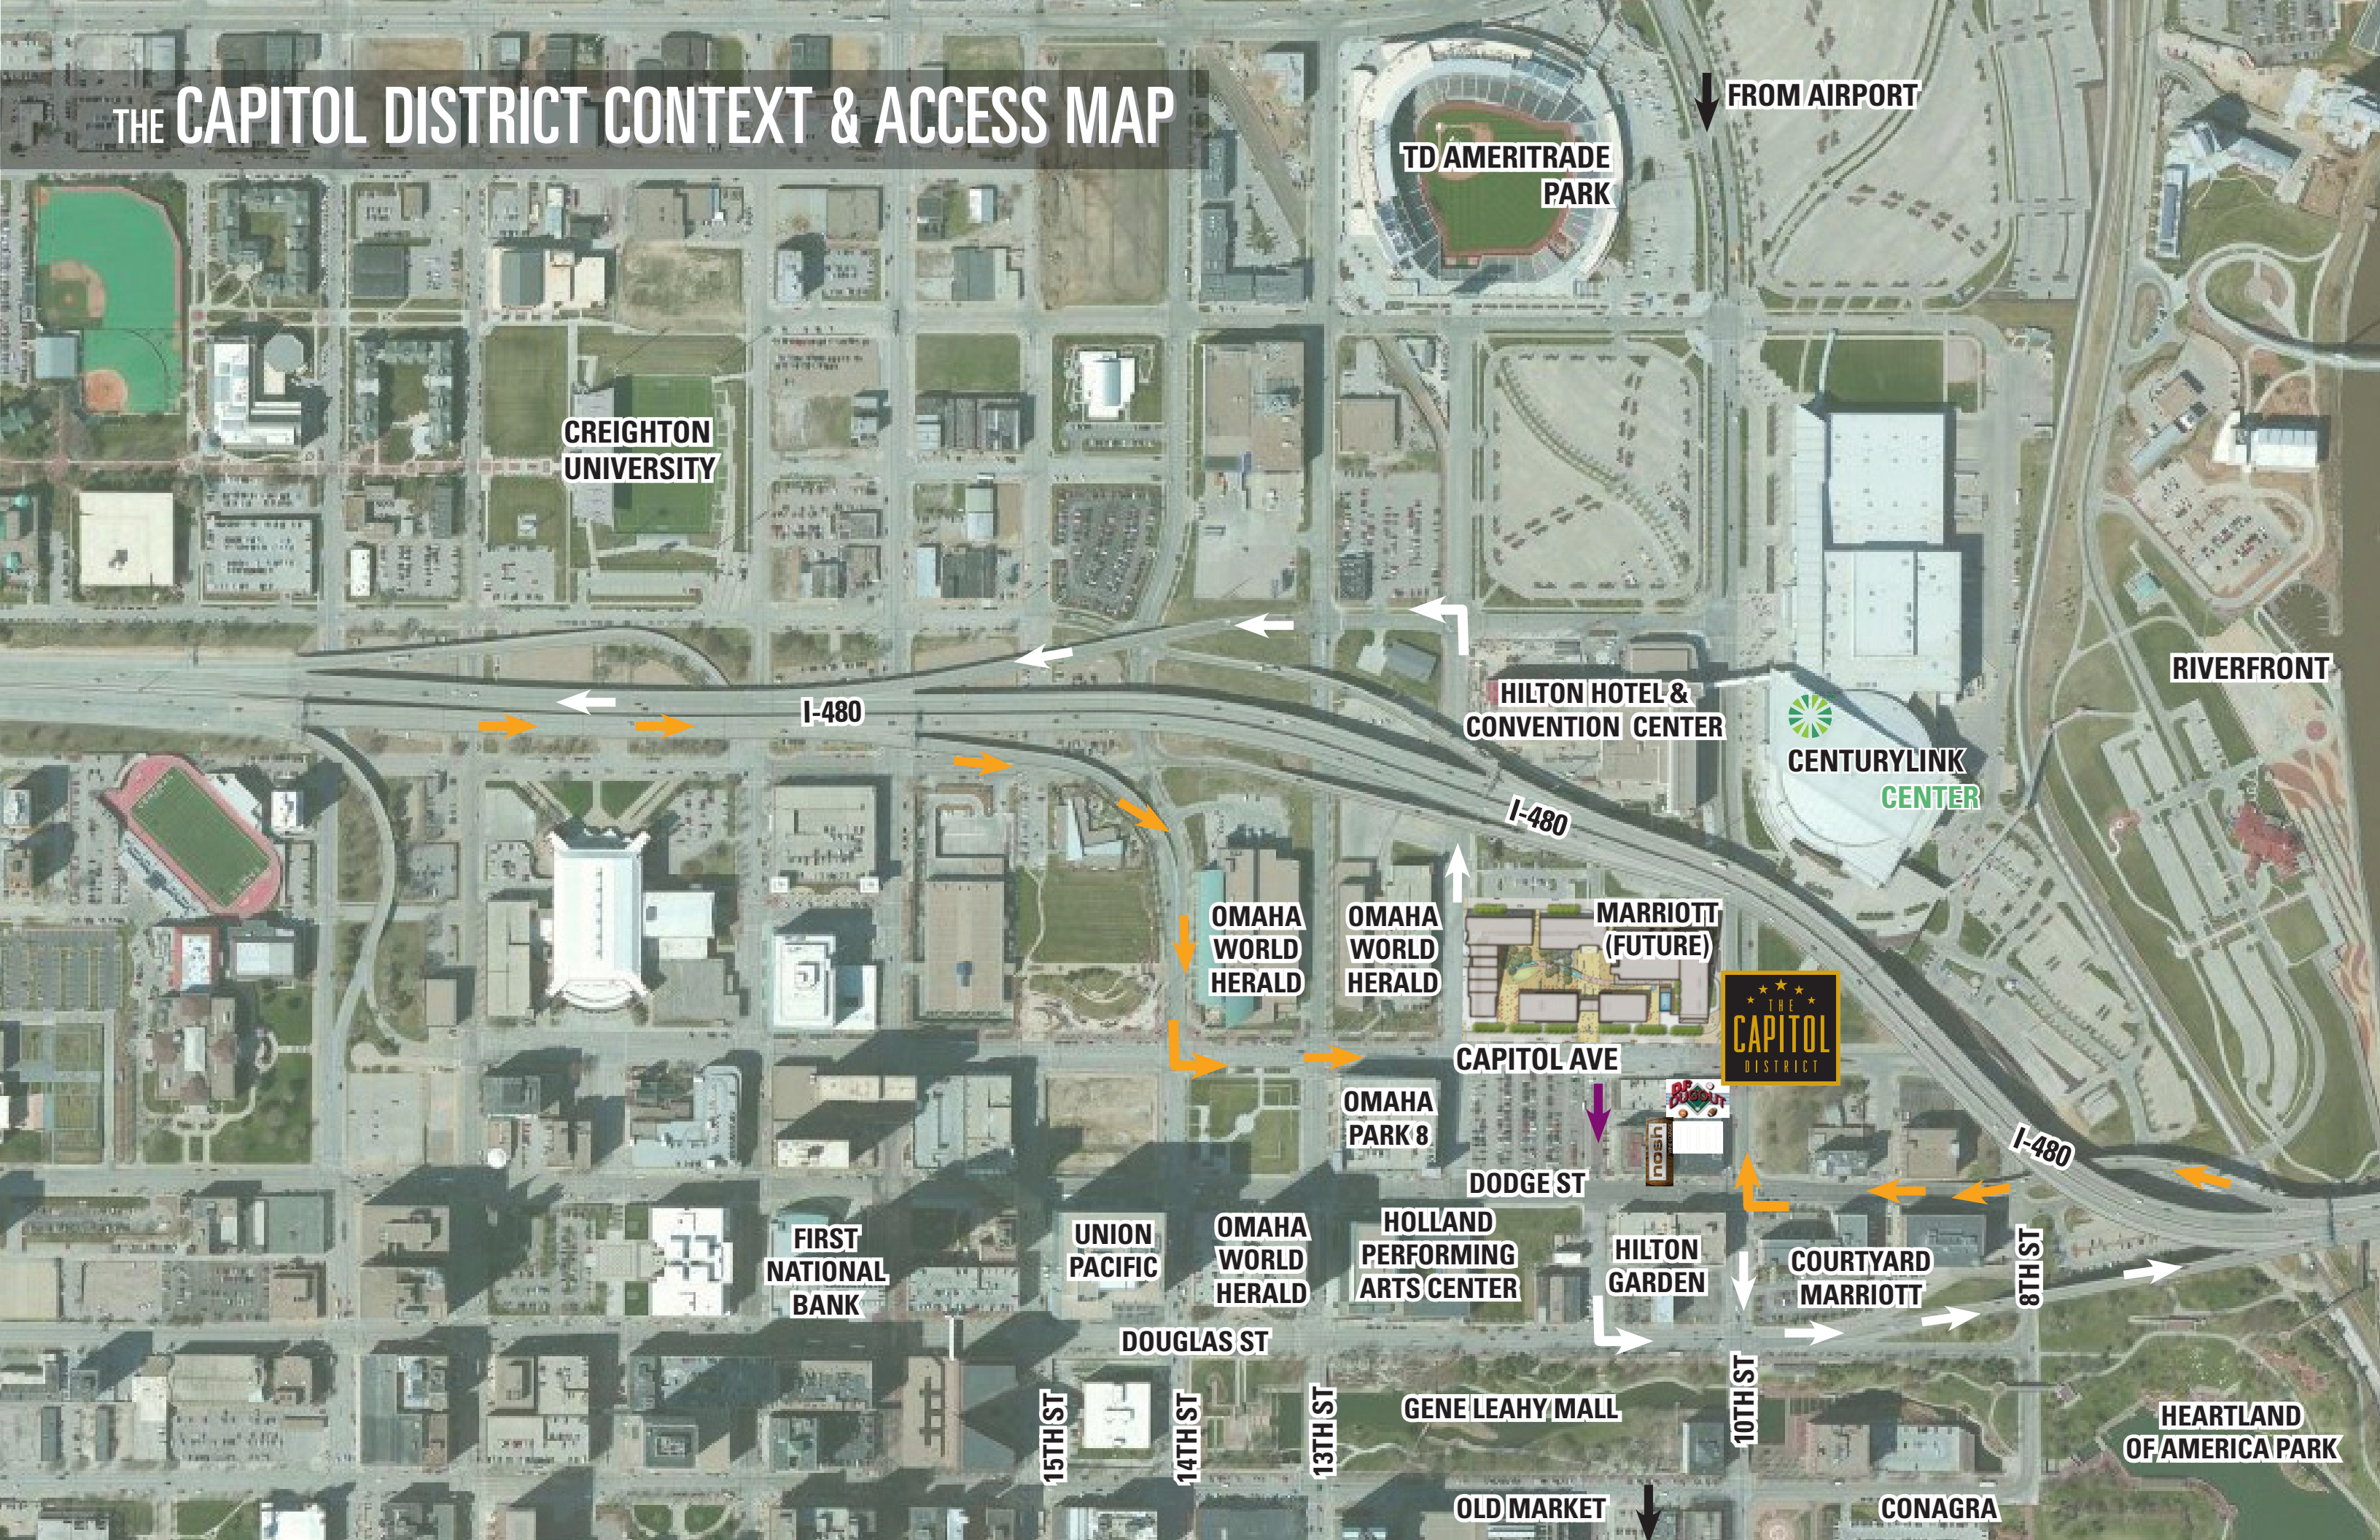 THE CAPITOL DISTRICT CONTEXT & ACCESS MAP
FROM AIRPORT
TD AMERITRADE
PARK
CREIGHTON
UNIVERSITY
RIVERFRONT
HILTON HOTEL &
CONVENTION CENTER
I-480
CENTURYLINK
CENTER
I-480
OMAHA
WORLD
HERALD
OMAHA
WORLD
HERALD
MARRIOTT
(FUTURE)
THE
CAPITOL
DISTRICT
CAPITOL AVE
OMAHA
PARK 8
DJ'S
DUGOUT
nosh
I-480
DODGE ST
FIRST
NATIONAL
BANK
UNION
PACIFIC
OMAHA
WORLD
HERALD
HOLLAND
PERFORMING
ARTS CENTER
HILTON
GARDEN
COURTYARD
MARRIOTT
8TH ST
DOUGLAS ST
15TH ST
14TH ST
13TH ST
GENE LEAHY MALL
10TH ST
HEARTLAND
OF AMERICA PARK
OLD MARKET
CONAGRA